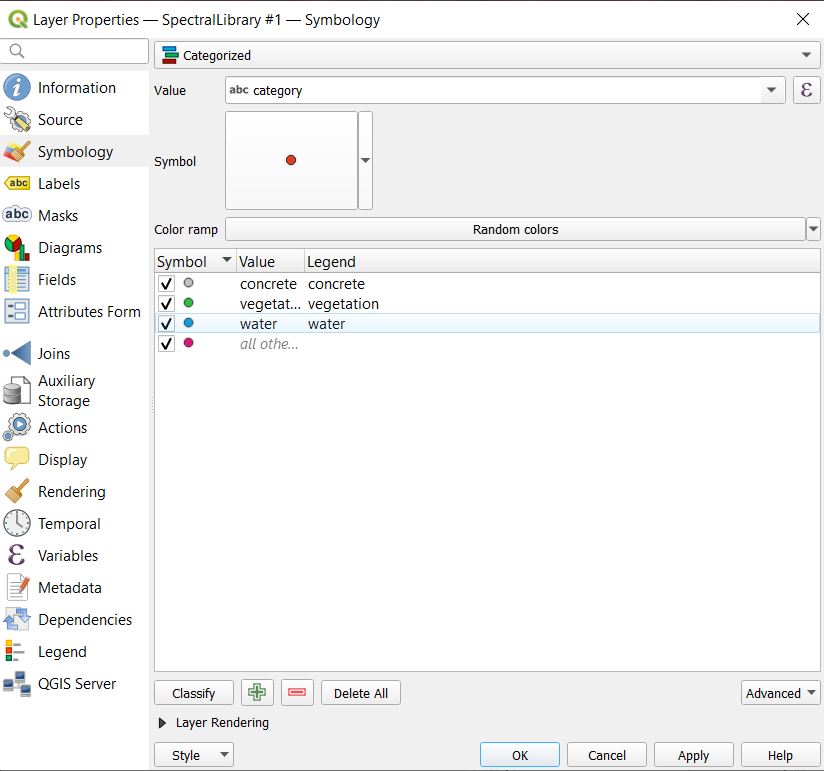 Layer Properties — SpectralLibrary #1 — Symbology
Categorized
Information
Value
abc category
ε
Source
Symbology
Symbol
Labels
abc
Masks
abc
Diagrams
Color ramp
Random colors
Symbol Value Legend
Fields
concrete concrete
vegetat... vegetation
Attributes Form
water water
all othe...
Joins
Auxiliary
Storage
Actions
Display
Rendering
Temporal
Variables
ε
Metadata
Dependencies
Legend
QGIS Server
Classify
Delete All
Advanced
Layer Rendering
Style
OK
Cancel
Apply
Help